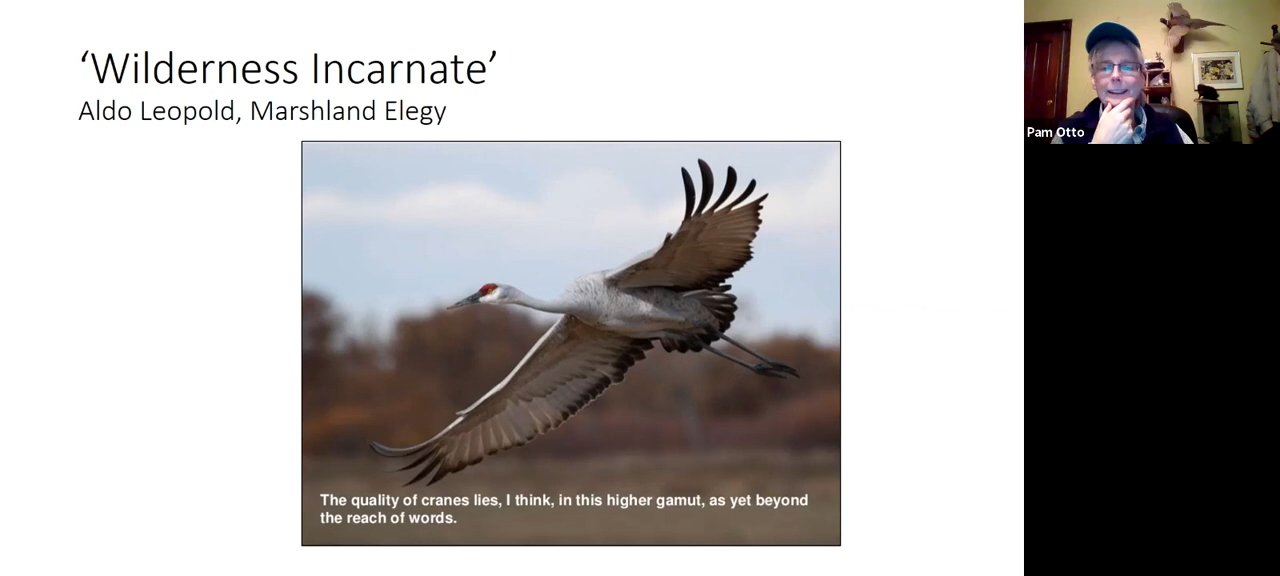 ‘Wilderness Incarnate’
Aldo Leopold, Marshland Elegy
The quality of cranes lies, I think, in this higher gamut, as yet beyond
the reach of words.
Pam Otto